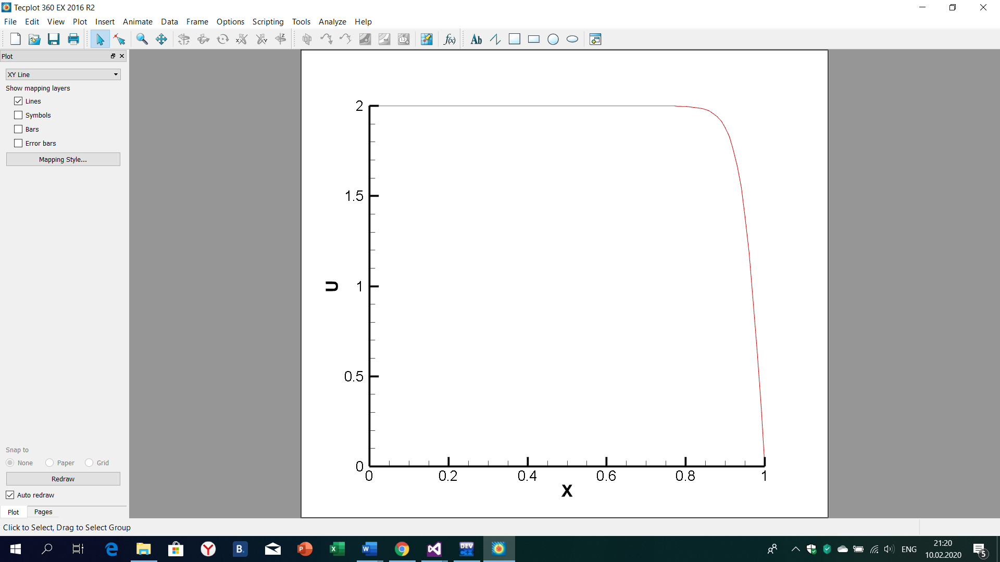 Tecplot 360 EX 2016 R2
File Edit View Plot Insert Animate Data Frame Options Scripting Tools Analyze Help
Plot
XY Line
Show mapping layers
Lines
Symbols
Bars
Error bars
Mapping Style...
2
1.5
1
0.5
0
U
0 0.2 0.4 0.6 0.8 1
X
Snap to
None Paper Grid
Redraw
Auto redraw
Plot Pages
Click to Select, Drag to Select Group
ENG
21:20
10.02.2020
5